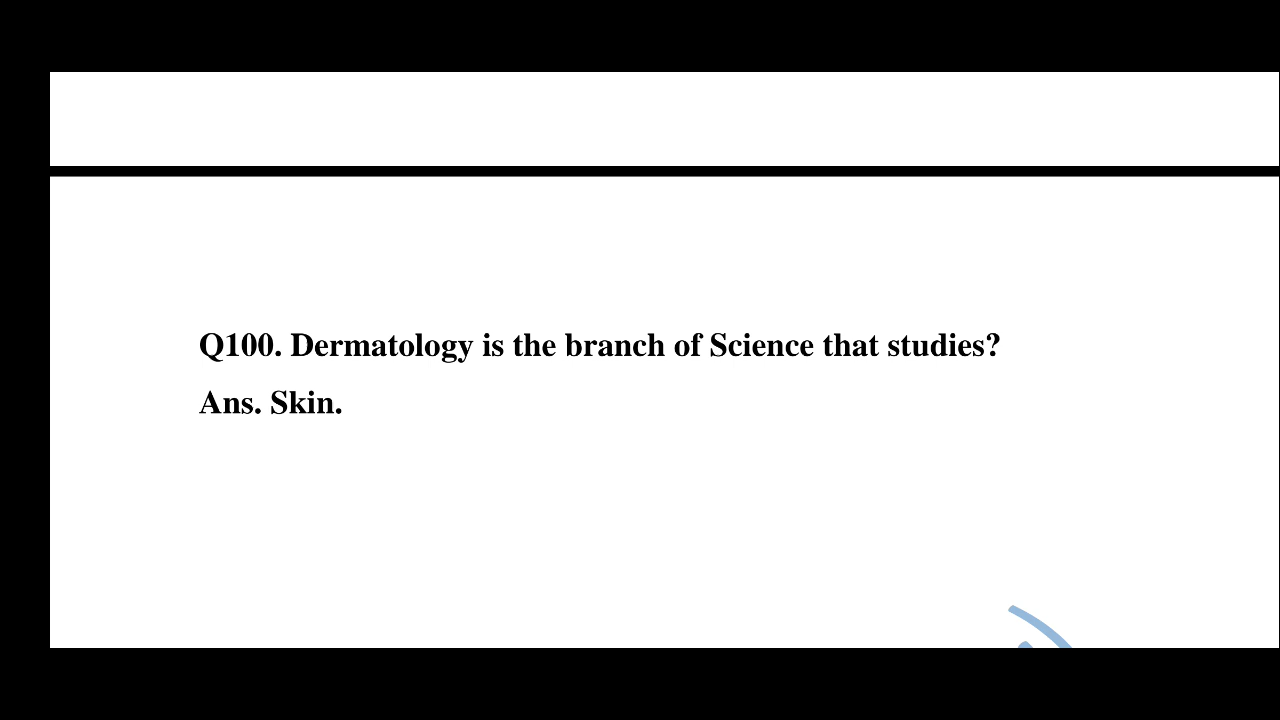 Q100. Dermatology is the branch of Science that studies?
Ans. Skin.